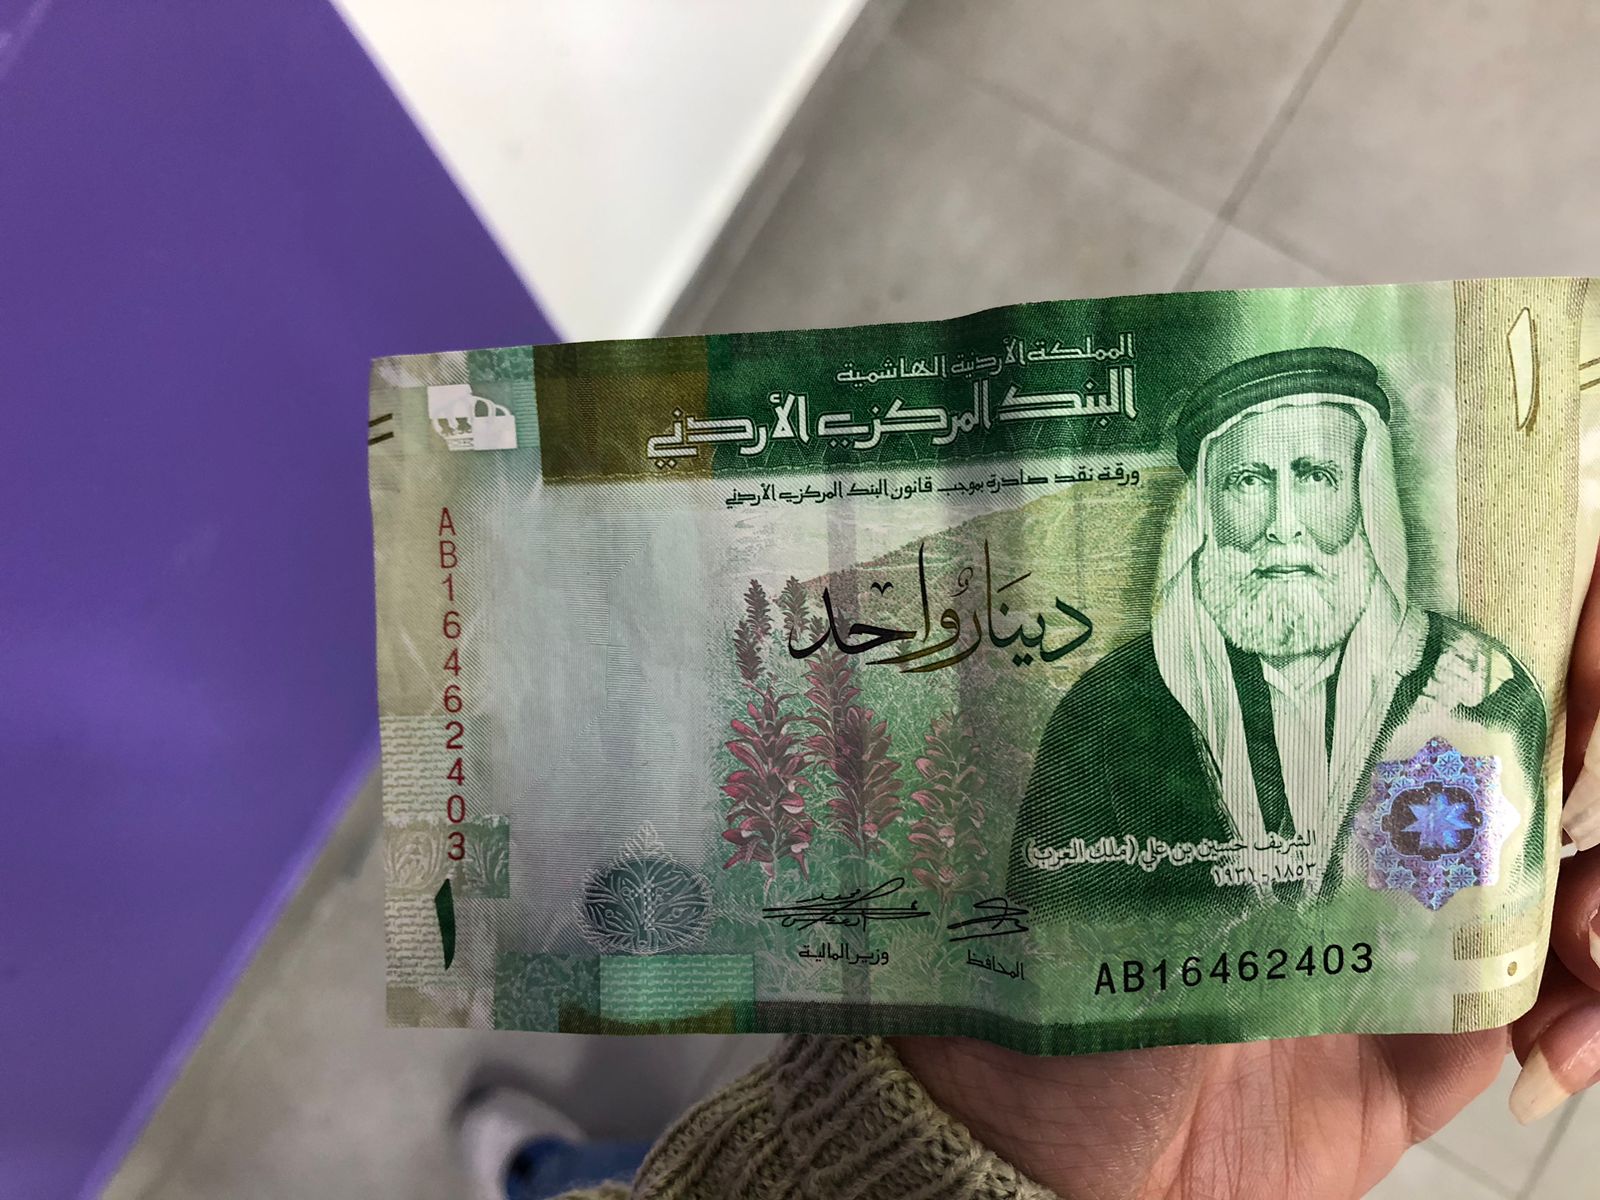 المملكة الأردنية الهاشمية
البنك المركزي الأردني
ورقة نقد صادرة بموجب قانون البنك المركزي الأردني
١
AB16462403
دينار واحد
الشريف حسين بن علي (ملك العرب)
١٨٥٣-١٩٣١
المحافظ
وزير المالية
AB16462403
١